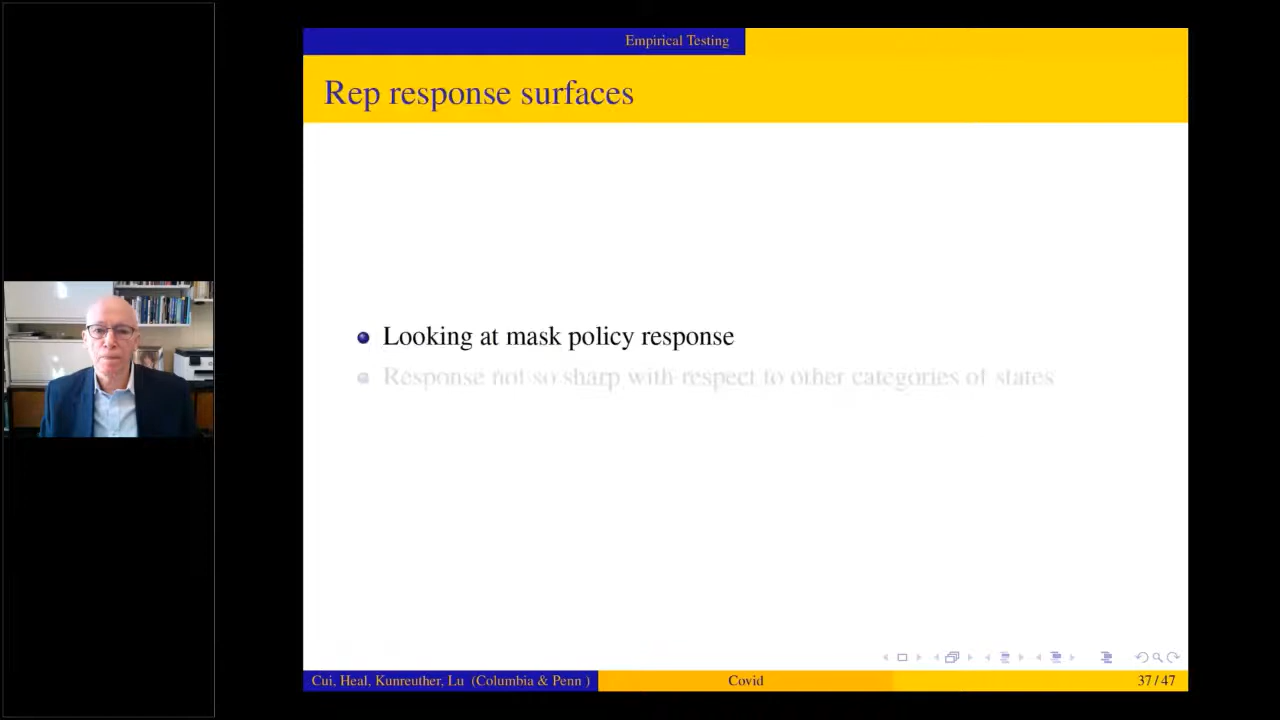 Empirical Testing
Rep response surfaces
Looking at mask policy response
Response not so sharp with respect to other categories of states
Cui, Heal, Kunreuther, Lu (Columbia & Penn )
Covid
37 / 47